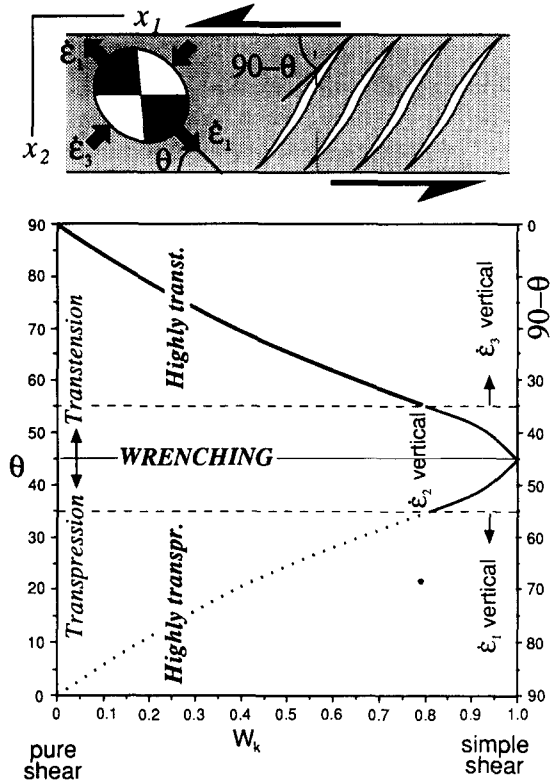 x₁
x₂
ε̇₁
ε̇₃
ε̇₁
θ
90–θ
90
80
70
60
50
40
30
20
10
0
θ
0
10
20
30
40
50
60
70
80
90
90–θ
Transtension
Transpression
Highly transt.
WRENCHING
Highly transpr.
ε̇₃ vertical
ε̇₂ vertical
ε̇₁ vertical
0
0.1
0.2
0.3
0.4
0.5
0.6
0.7
0.8
0.9
1.0
Wₖ
pure
shear
simple
shear